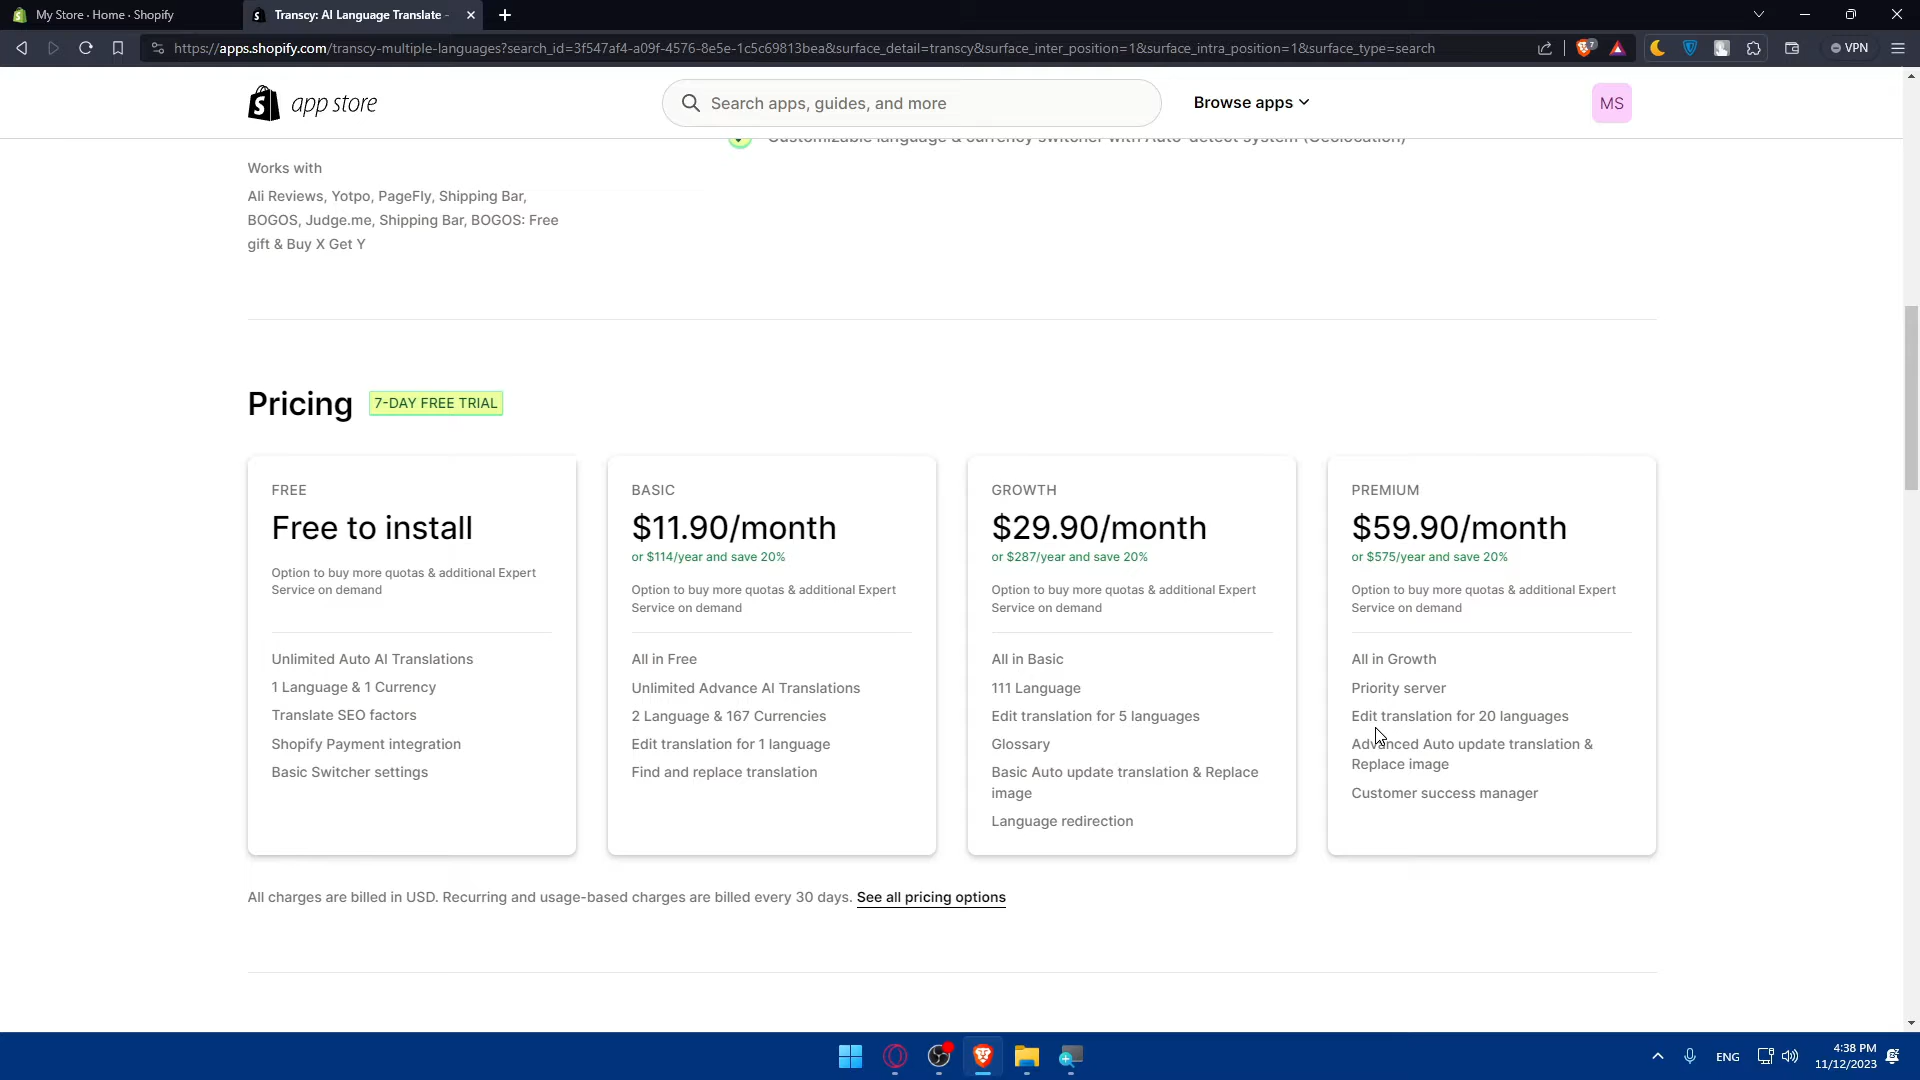 My Store · Home · Shopify
Transcy: AI Language Translate -
https://apps.shopify.com/transcy-multiple-languages?search_id=3f547af4-a09f-4576-8e5e-1c5c69813bea&surface_detail=transcy&surface_inter_position=1&surface_intra_position=1&surface_type=search
7
VPN
app store
Search apps, guides, and more
Browse apps
MS
Customizable language & currency switcher with Auto-detect system (Geolocation)
Works with
Ali Reviews, Yotpo, PageFly, Shipping Bar,
BOGOS, Judge.me, Shipping Bar, BOGOS: Free
gift & Buy X Get Y
Pricing
7-DAY FREE TRIAL
FREE
Free to install
Option to buy more quotas & additional Expert
Service on demand
Unlimited Auto AI Translations
1 Language & 1 Currency
Translate SEO factors
Shopify Payment integration
Basic Switcher settings
BASIC
$11.90/month
or $114/year and save 20%
Option to buy more quotas & additional Expert
Service on demand
All in Free
Unlimited Advance AI Translations
2 Language & 167 Currencies
Edit translation for 1 language
Find and replace translation
GROWTH
$29.90/month
or $287/year and save 20%
Option to buy more quotas & additional Expert
Service on demand
All in Basic
111 Language
Edit translation for 5 languages
Glossary
Basic Auto update translation & Replace
image
Language redirection
PREMIUM
$59.90/month
or $575/year and save 20%
Option to buy more quotas & additional Expert
Service on demand
All in Growth
Priority server
Edit translation for 20 languages
Advanced Auto update translation &
Replace image
Customer success manager
All charges are billed in USD. Recurring and usage-based charges are billed every 30 days. See all pricing options
ENG
4:38 PM
11/12/2023